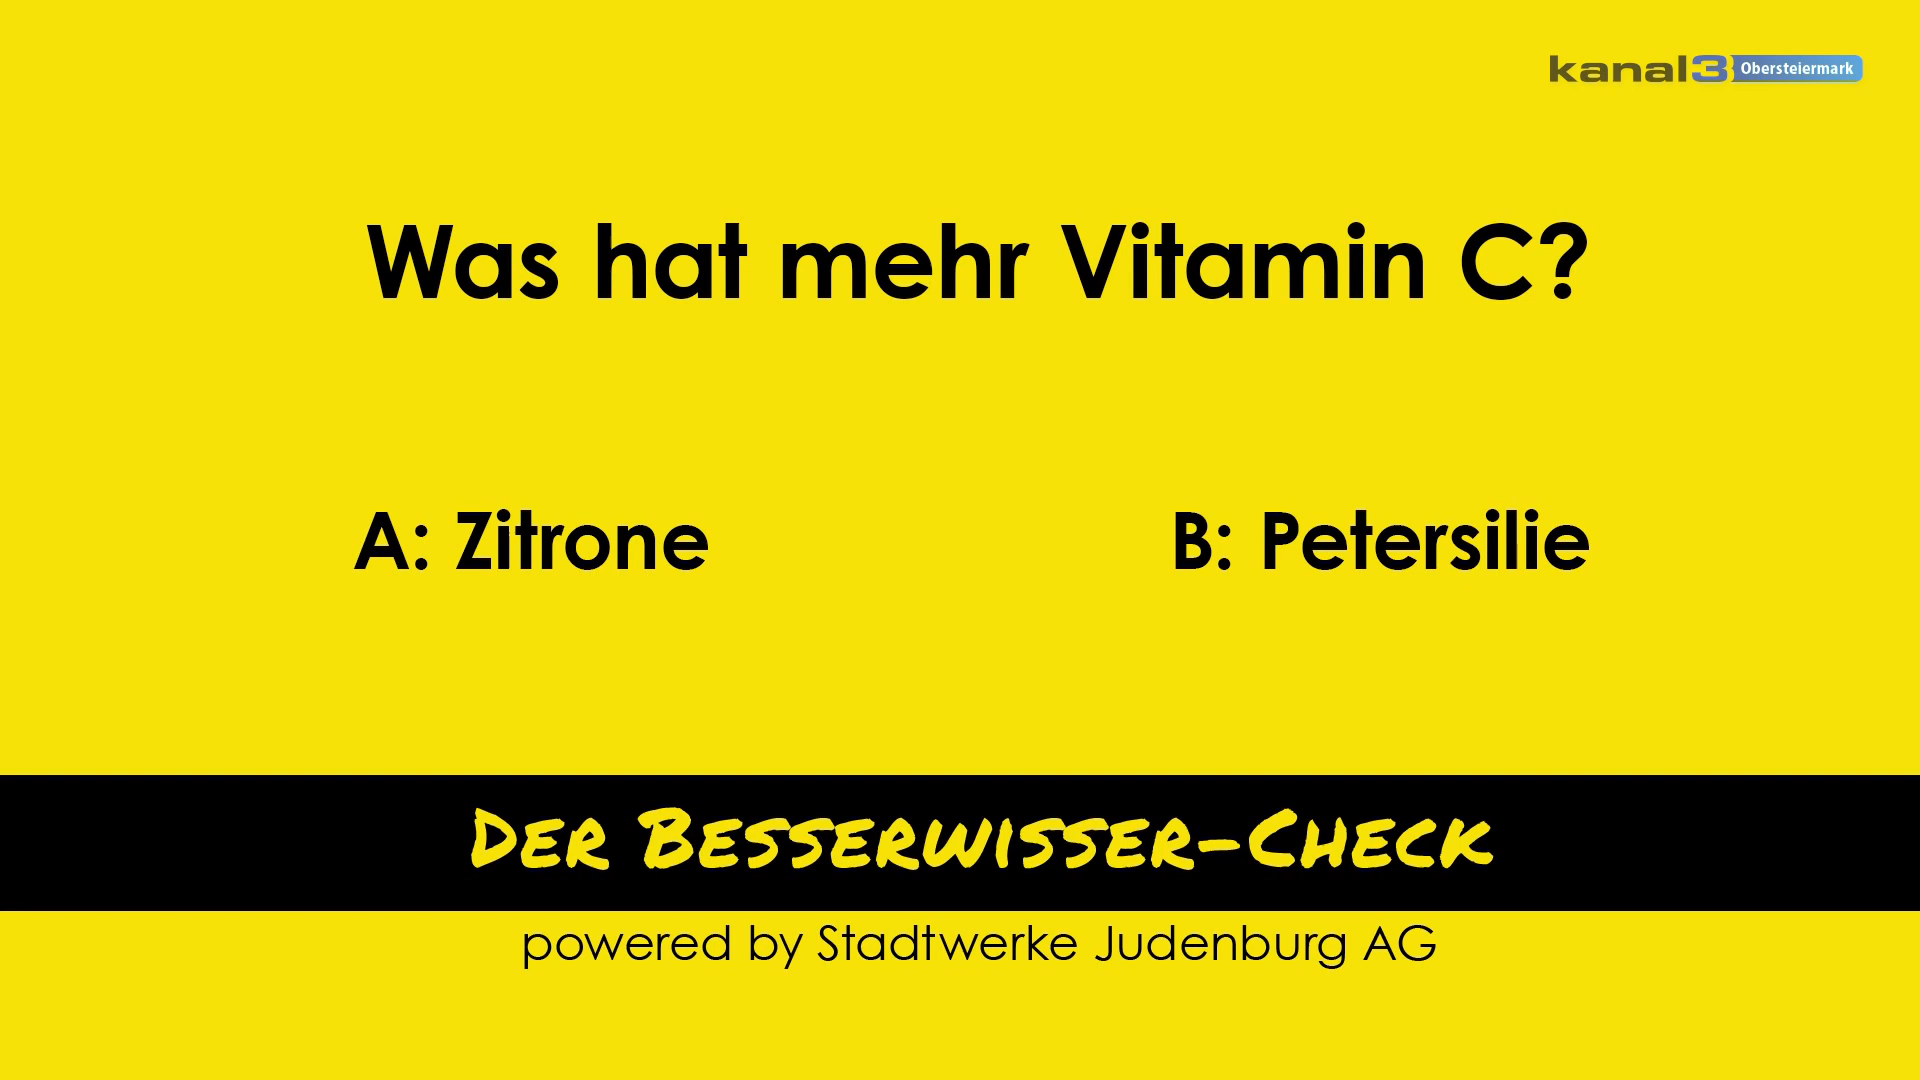 kanal3 Obersteiermark
Was hat mehr Vitamin C?
A: Zitrone
B: Petersilie
Der Besserwisser-Check
powered by Stadtwerke Judenburg AG